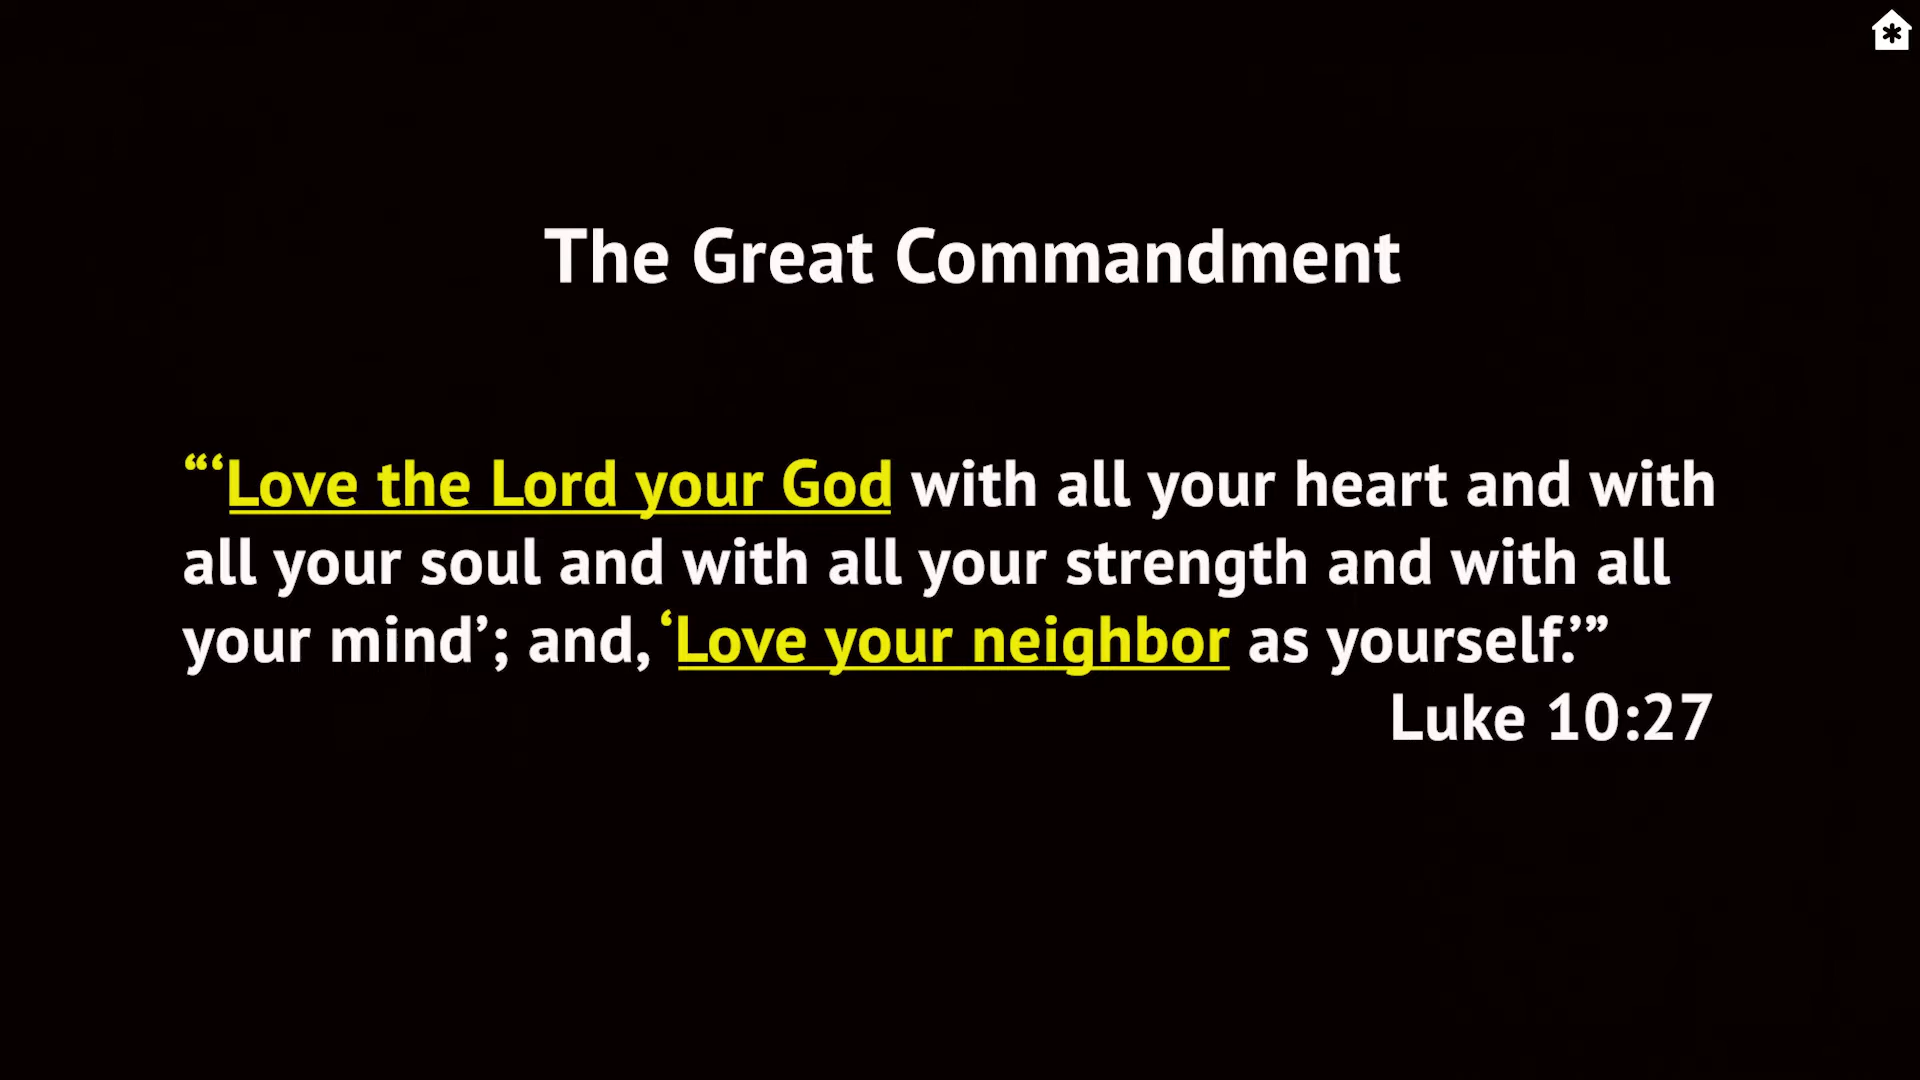 The Great Commandment
“‘Love the Lord your God with all your heart and with
all your soul and with all your strength and with all
your mind’; and, ‘Love your neighbor as yourself.’”
Luke 10:27